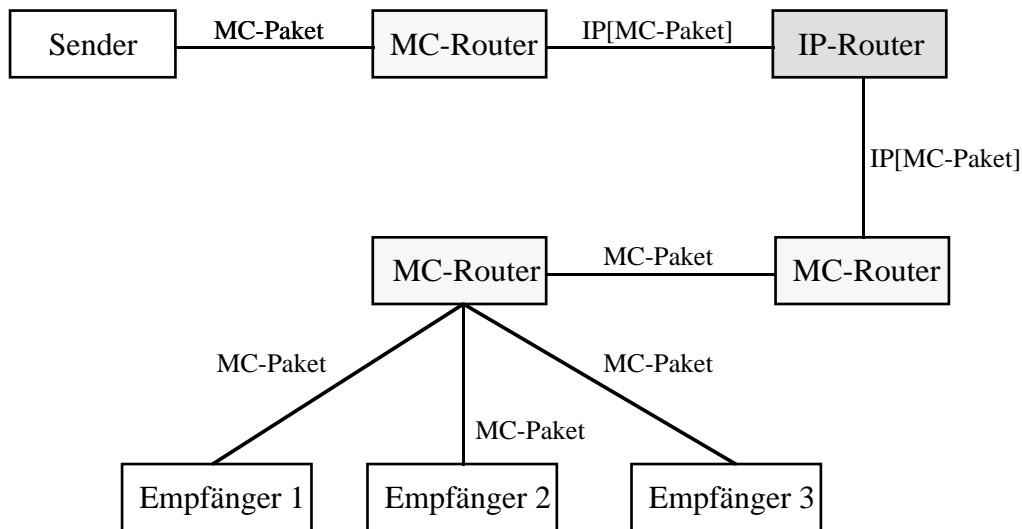 Sender
MC-Paket
MC-Router
IP[MC-Paket]
IP-Router
IP[MC-Paket]
MC-Router
MC-Paket
MC-Router
MC-Paket
MC-Paket
MC-Paket
Empfänger 1
Empfänger 2
Empfänger 3